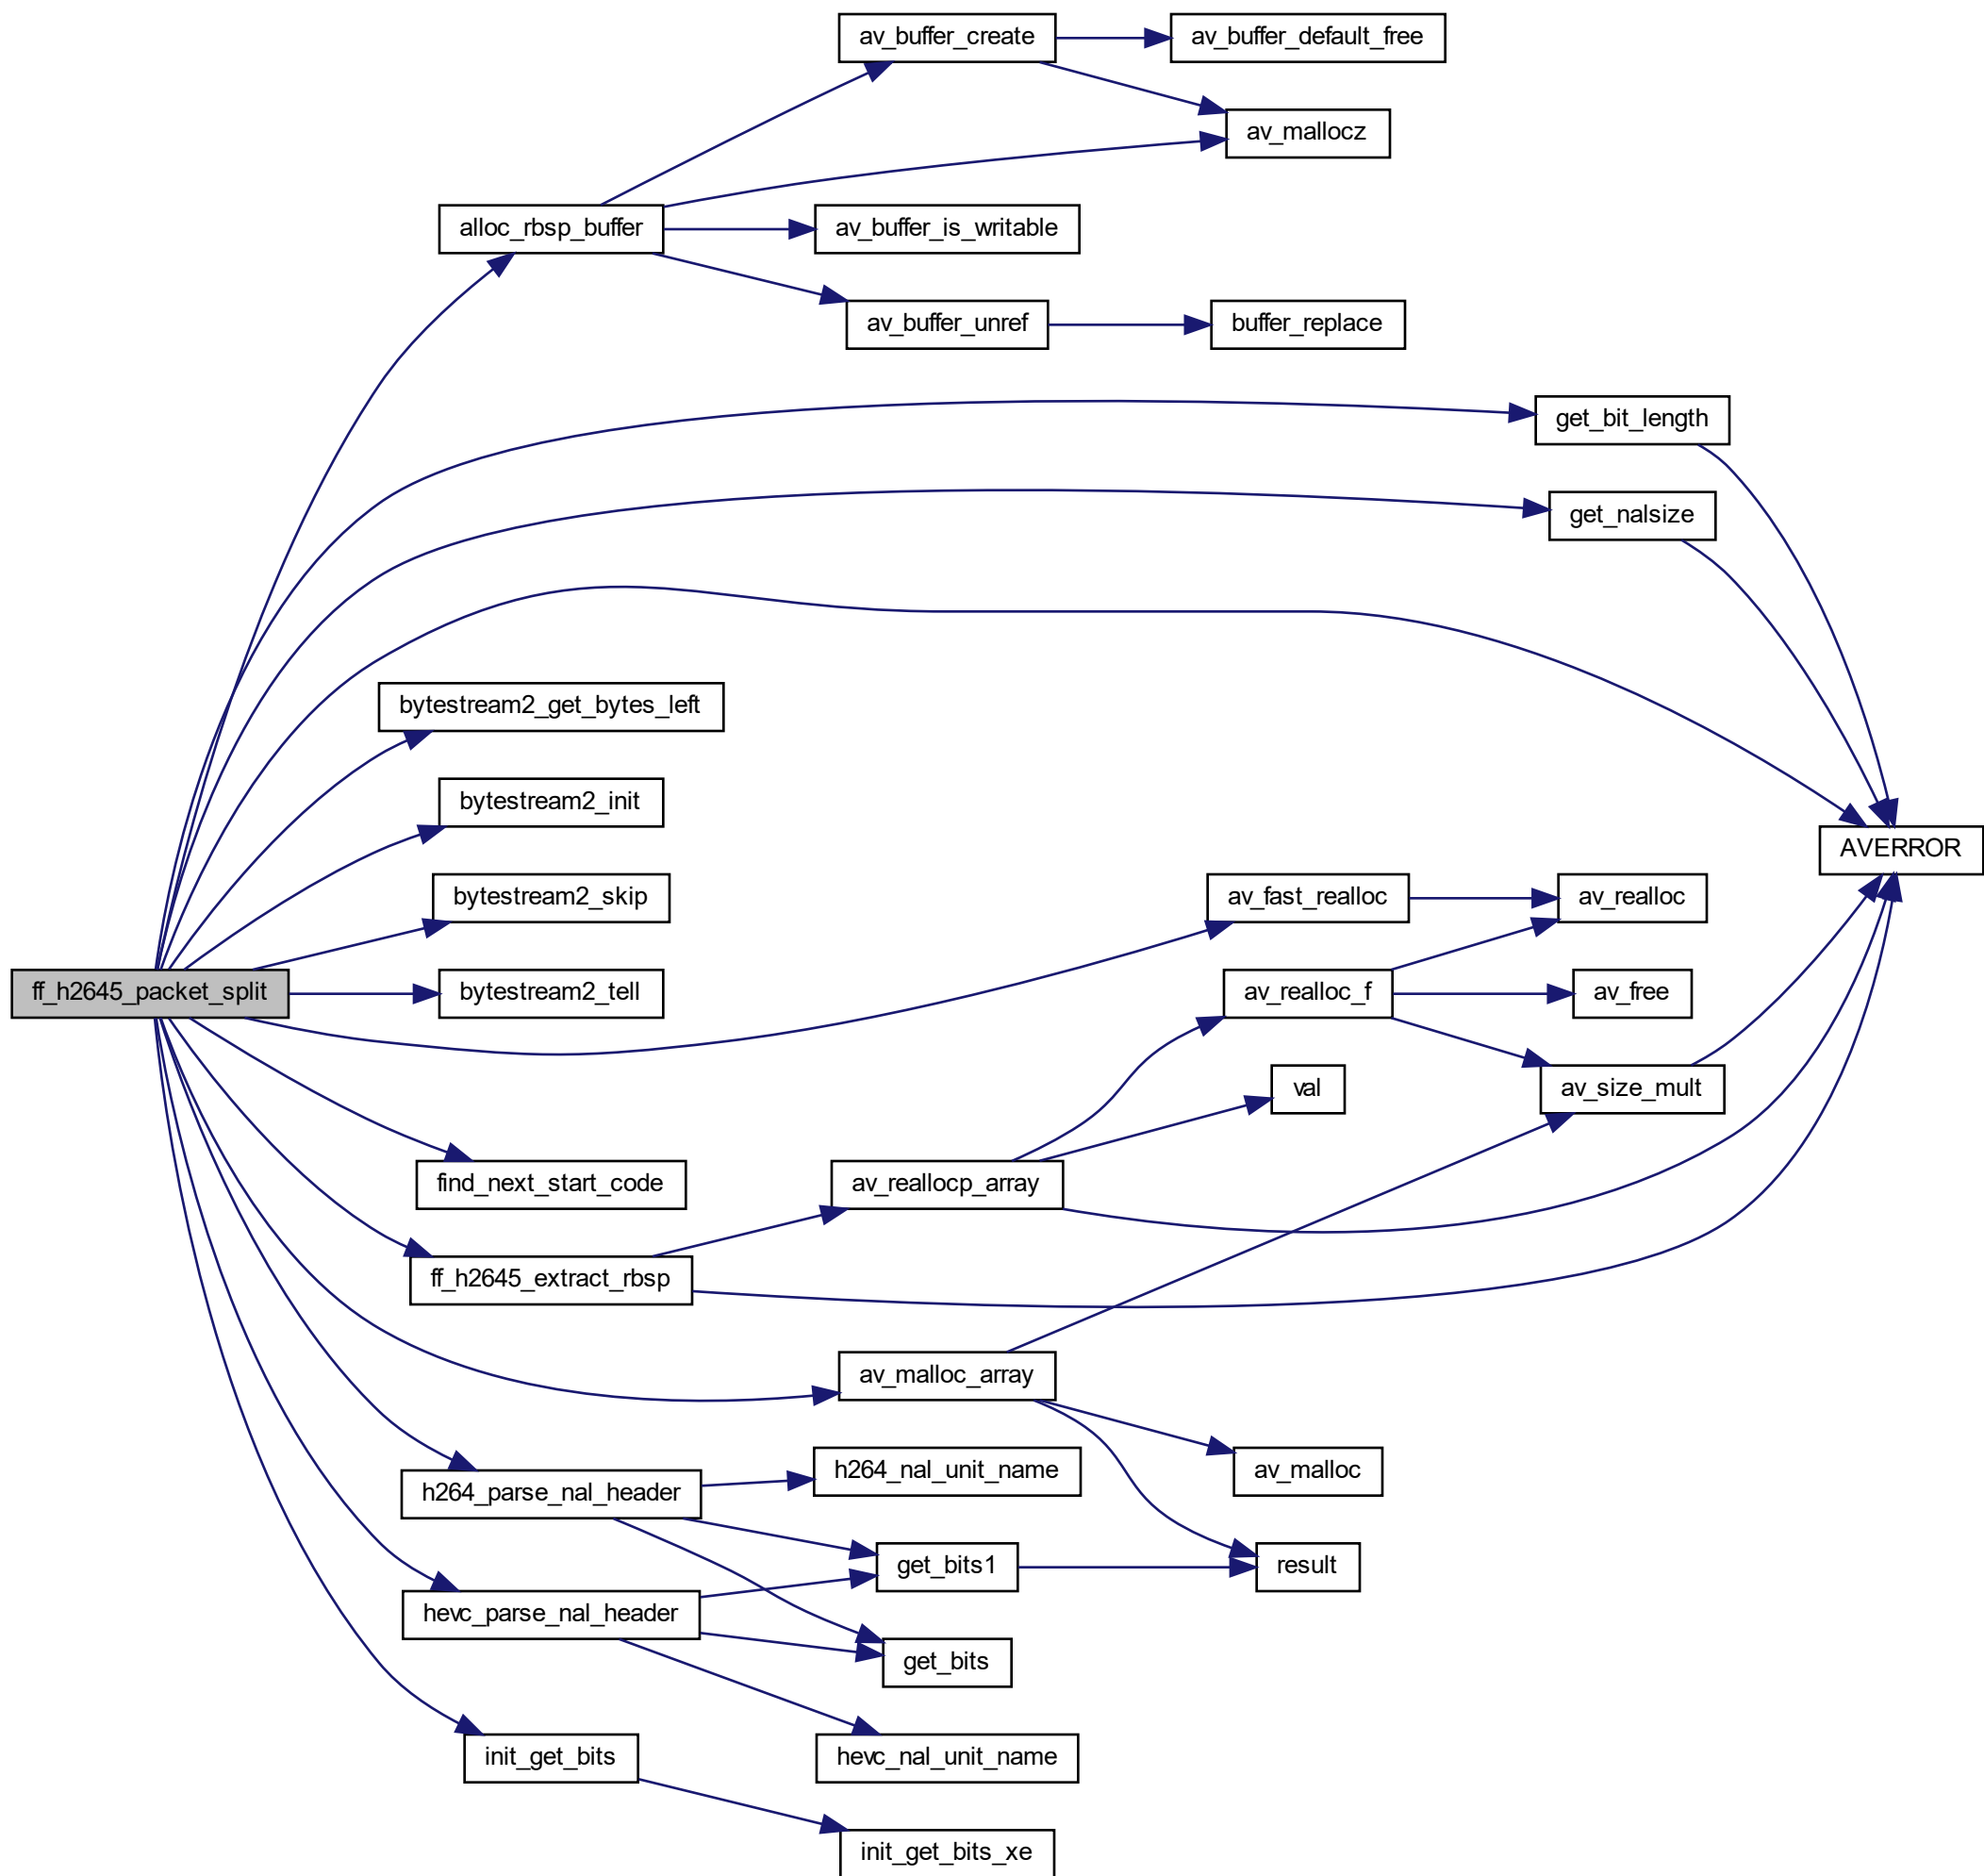 av_buffer_create
av_buffer_default_free
av_mallocz
alloc_rbsp_buffer
av_buffer_is_writable
av_buffer_unref
buffer_replace
get_bit_length
get_nalsize
bytestream2_get_bytes_left
bytestream2_init
AVERROR
bytestream2_skip
av_fast_realloc
av_realloc
ff_h2645_packet_split
bytestream2_tell
av_realloc_f
av_free
val
av_size_mult
find_next_start_code
av_reallocp_array
ff_h2645_extract_rbsp
av_malloc_array
h264_nal_unit_name
av_malloc
h264_parse_nal_header
get_bits1
result
hevc_parse_nal_header
get_bits
init_get_bits
hevc_nal_unit_name
init_get_bits_xe